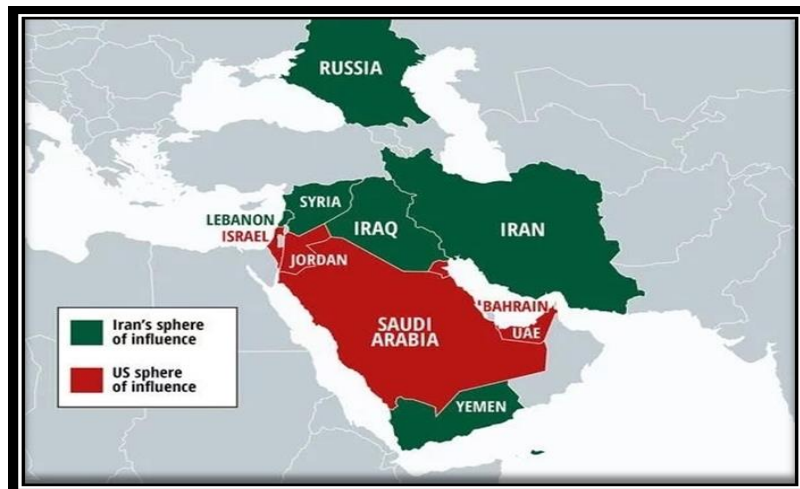 RUSSIA
SYRIA
LEBANON
ISRAEL
IRAQ
IRAN
JORDAN
BAHRAIN
SAUDI
ARABIA
UAE
YEMEN
Iran's sphere
of influence
US sphere
of influence